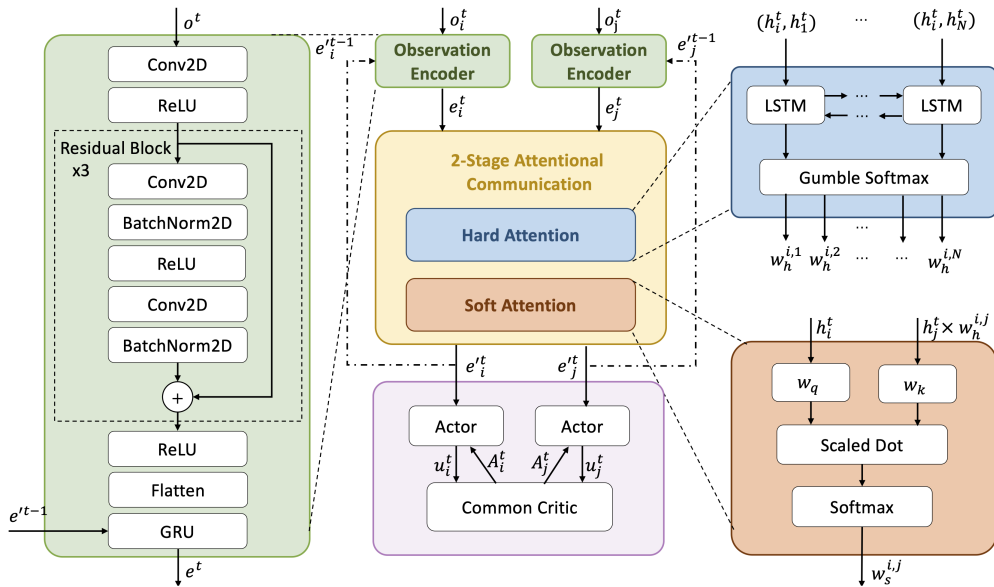 o^t
Conv2D
ReLU
Residual Block
x3
Conv2D
BatchNorm2D
ReLU
Conv2D
BatchNorm2D
+
ReLU
Flatten
e'^{t-1}
GRU
e^t
o_i^t
o_j^t
e'_i^{t-1}
Observation
Encoder
Observation
Encoder
e'_j^{t-1}
e_i^t
e_j^t
2-Stage Attentional
Communication
Hard Attention
Soft Attention
e'_i^t
e'_j^t
Actor
Actor
u_i^t
A_i^t
A_j^t
u_j^t
Common Critic
(h_i^t, h_1^t) ... (h_i^t, h_N^t)
LSTM
...
...
LSTM
Gumble Softmax
...
w_h^{i,1} w_h^{i,2} ... ... w_h^{i,N}
h_i^t
h_j^t × w_h^{i,j}
w_q
w_k
Scaled Dot
Softmax
w_s^{i,j}